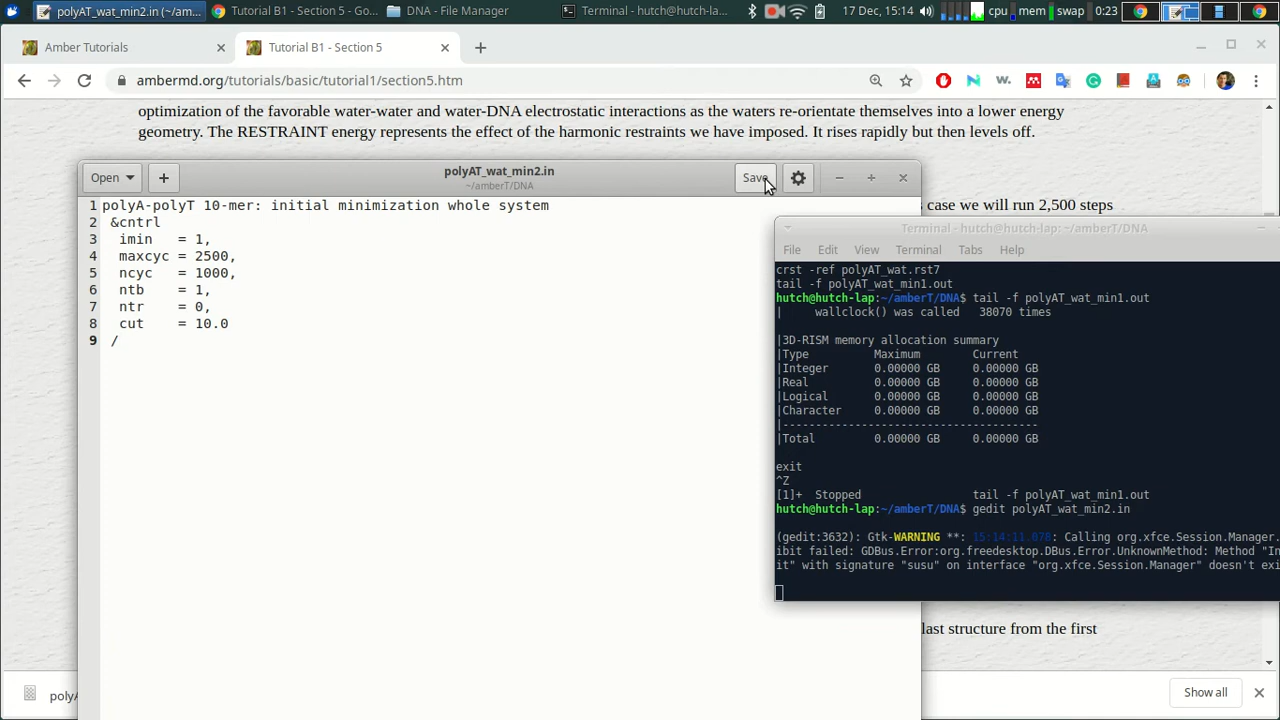 polyAT_wat_min2.in (~/am...
Tutorial B1 - Section 5 - Go...
DNA - File Manager
Terminal - hutch@hutch-la...
17 Dec, 15:14
cpu
mem
swap
0:23
Amber Tutorials
Tutorial B1 - Section 5
ambermd.org/tutorials/basic/tutorial1/section5.htm
optimization of the favorable water-water and water-DNA electrostatic interactions as the waters re-orientate themselves into a lower energy
geometry. The RESTRAINT energy represents the effect of the harmonic restraints we have imposed. It rises rapidly but then levels off.
Open
polyAT_wat_min2.in
~/amberT/DNA
Save
case we will run 2,500 steps
1 polyA-polyT 10-mer: initial minimization whole system
2 &cntrl
3 imin = 1,
4 maxcyc = 2500,
5 ncyc = 1000,
6 ntb = 1,
7 ntr = 0,
8 cut = 10.0
9 /
Terminal - hutch@hutch-lap: ~/amberT/DNA
File Edit View Terminal Tabs Help
crst -ref polyAT_wat.rst7
tail -f polyAT_wat_min1.out
hutch@hutch-lap:~/amberT/DNA$ tail -f polyAT_wat_min1.out
| wallclock() was called 38070 times
|3D-RISM memory allocation summary
|Type Maximum Current
|Integer 0.00000 GB 0.00000 GB
|Real 0.00000 GB 0.00000 GB
|Logical 0.00000 GB 0.00000 GB
|Character 0.00000 GB 0.00000 GB
|------------------------------------
|Total 0.00000 GB 0.00000 GB
exit
^Z
[1]+ Stopped tail -f polyAT_wat_min1.out
hutch@hutch-lap:~/amberT/DNA$ gedit polyAT_wat_min2.in
(gedit:3632): Gtk-WARNING **: 15:14:11.078: Calling org.xfce.Session.Manager.
ibit failed: GDBus.Error:org.freedesktop.DBus.Error.UnknownMethod: Method "In
it" with signature "susu" on interface "org.xfce.Session.Manager" doesn't exi
last structure from the first
polyA
Show all